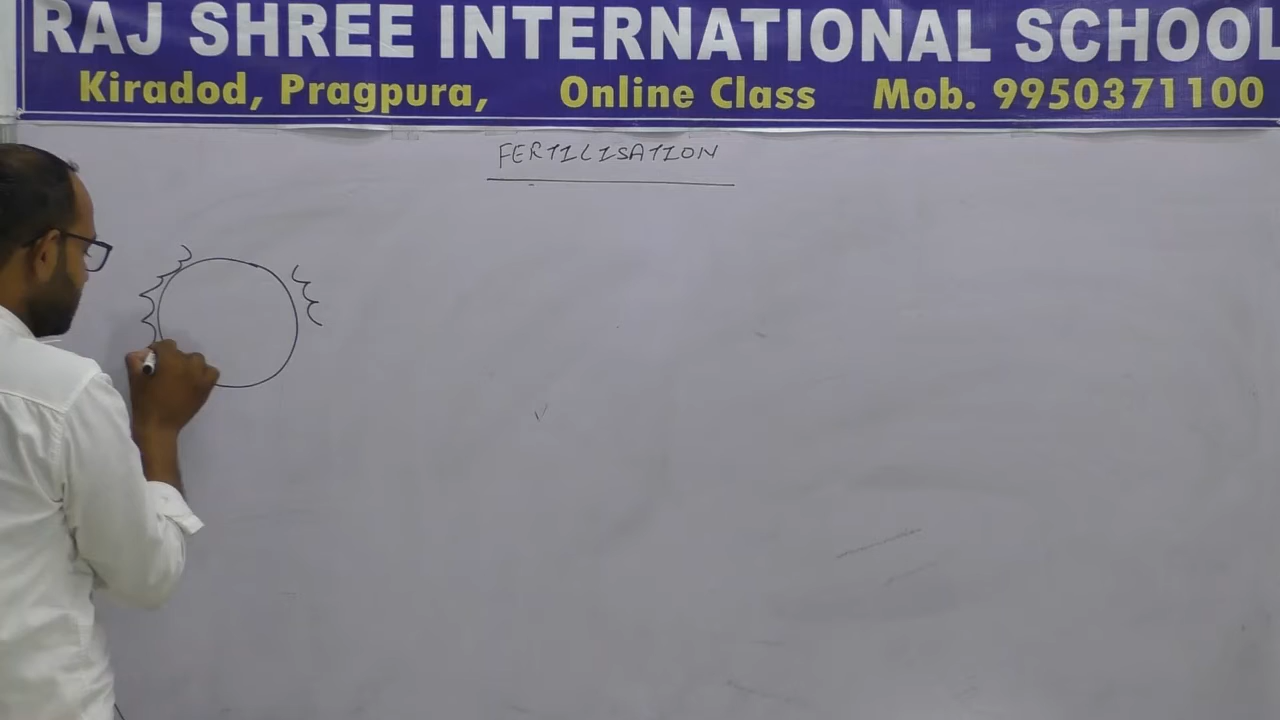 RAJ SHREE INTERNATIONAL SCHOOL
Kiradod, Pragpura, Online Class Mob. 9950371100
FERTILISATION